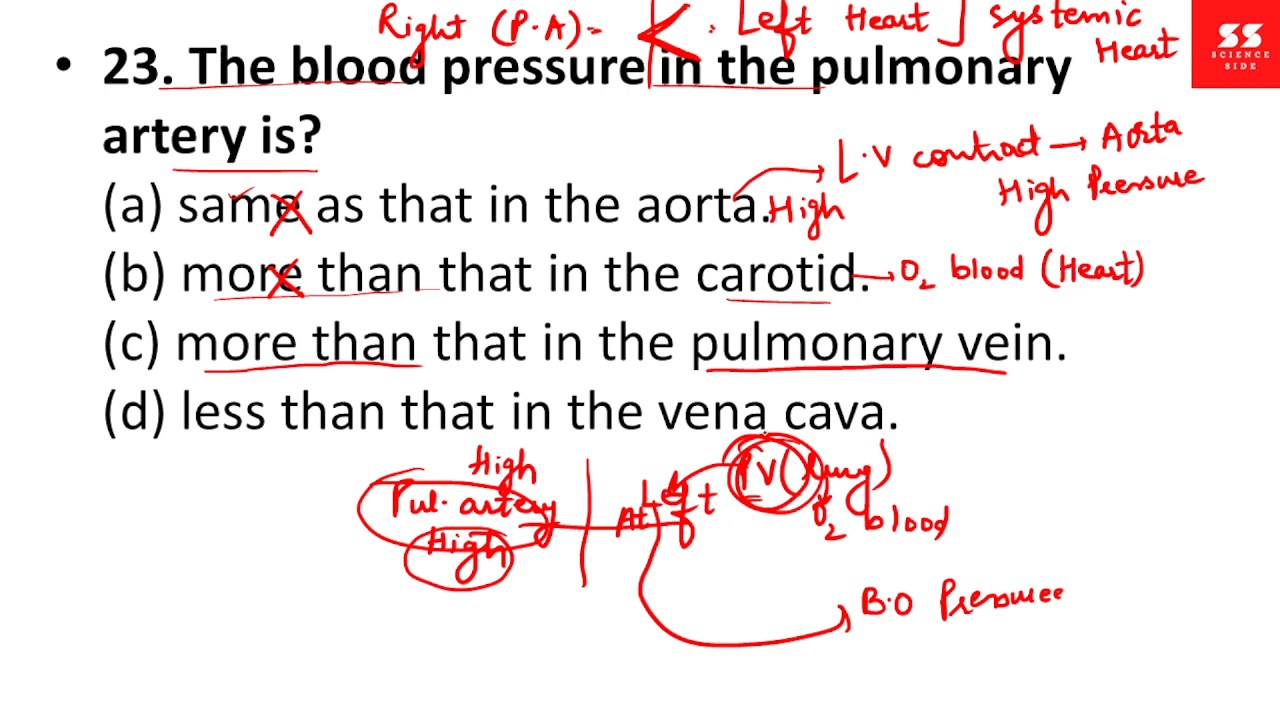 Right (P.A) = < : Left Heart ] systemic
Heart
SS
SCIENCE
SIDE
• 23. The blood pressure in the pulmonary
artery is?
L.V contract → Aorta
High Pressure
(a) same as that in the aorta. High
(b) more than that in the carotid. → O₂ blood (Heart)
(c) more than that in the pulmonary vein.
(d) less than that in the vena cava.
High
Pul. artery
High
Left
At
PV (lung)
O₂ blood
B.O Pressure